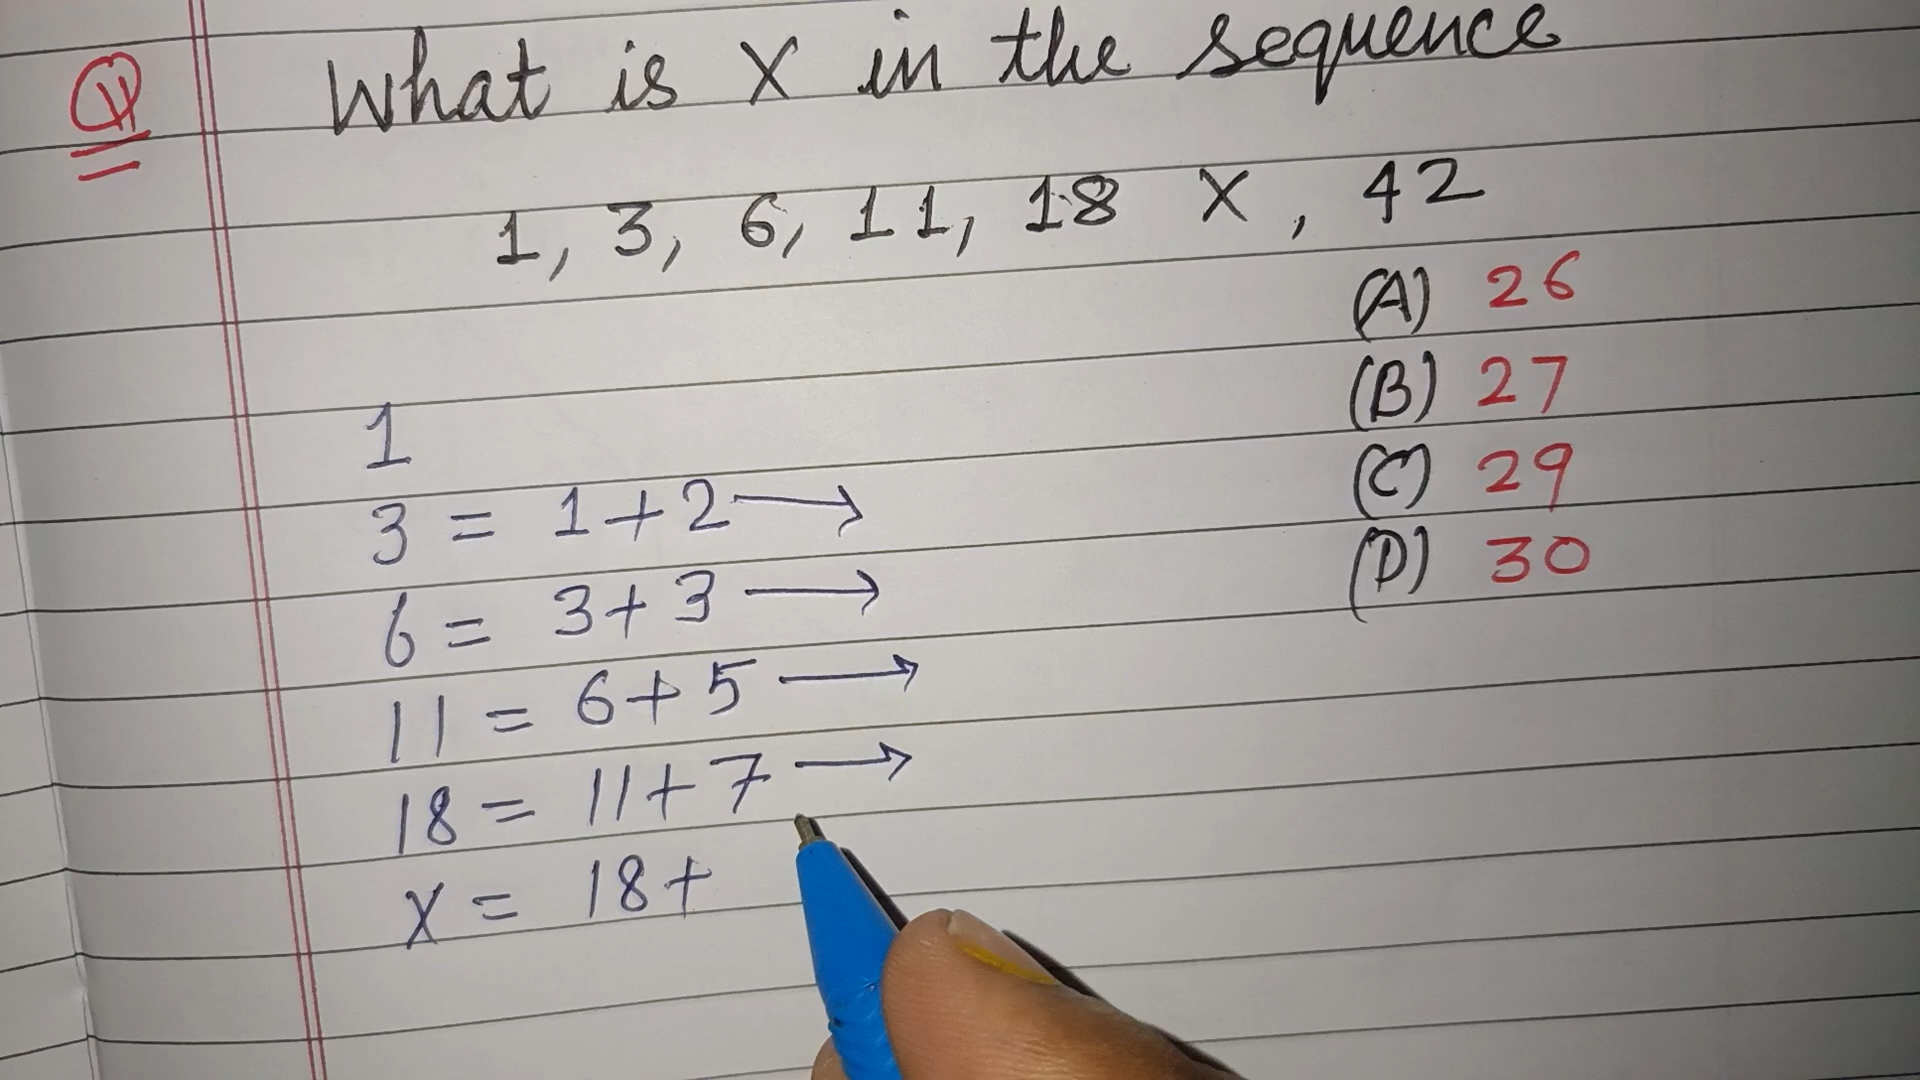 Q What is X in the sequence
1, 3, 6, 11, 18 X, 42
(A) 26
(B) 27
(C) 29
(D) 30
1
3 = 1+2 →
6 = 3+3 →
11 = 6+5 →
18 = 11+7 →
X = 18+